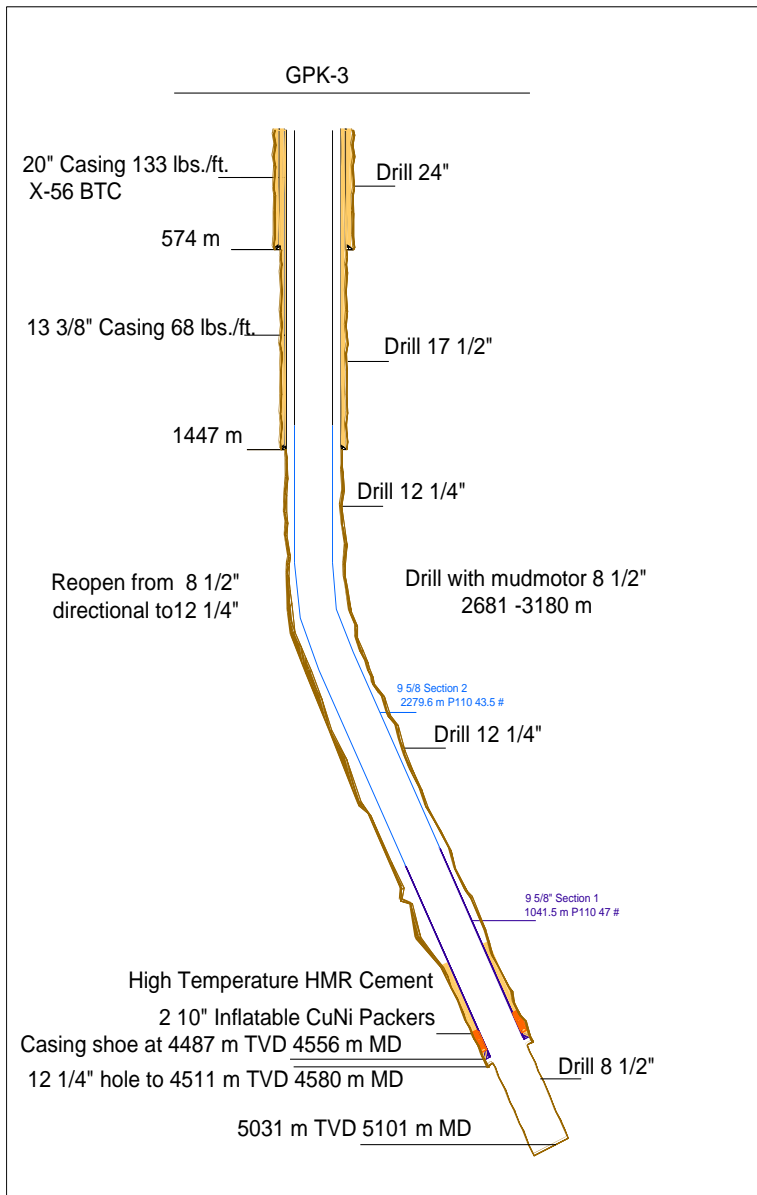 GPK-3
20" Casing 133 lbs./ft.
X-56 BTC
Drill 24"
574 m
13 3/8" Casing 68 lbs./ft.
Drill 17 1/2"
1447 m
Drill 12 1/4"
Reopen from 8 1/2"
directional to12 1/4"
Drill with mudmotor 8 1/2"
2681 -3180 m
9 5/8 Section 2
2279.6 m P110 43.5 #
Drill 12 1/4"
9 5/8" Section 1
1041.5 m P110 47 #
High Temperature HMR Cement
2 10" Inflatable CuNi Packers
Casing shoe at 4487 m TVD 4556 m MD
12 1/4" hole to 4511 m TVD 4580 m MD
Drill 8 1/2"
5031 m TVD 5101 m MD